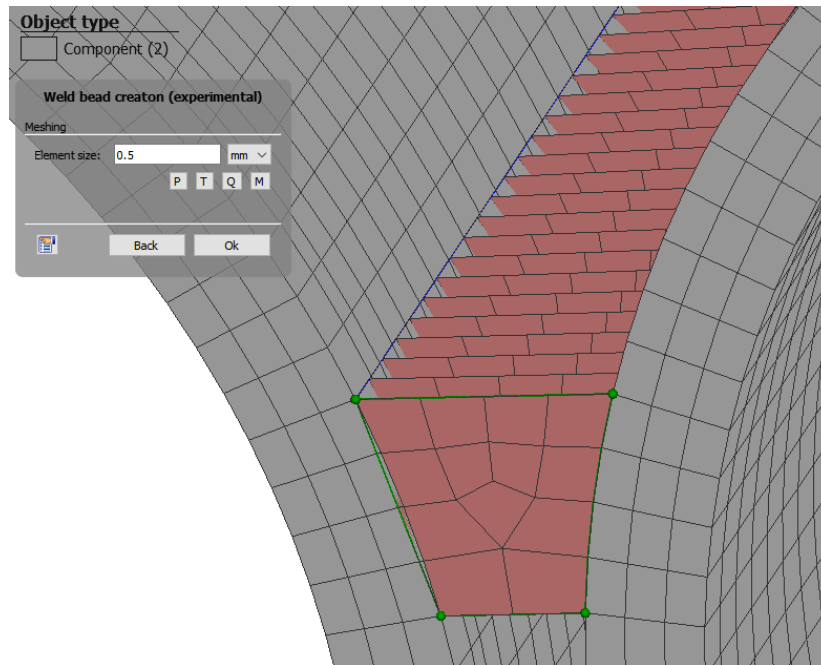 Object type
Component (2)
Weld bead creaton (experimental)
Meshing
Element size: 0.5 mm
P T Q M
Back Ok